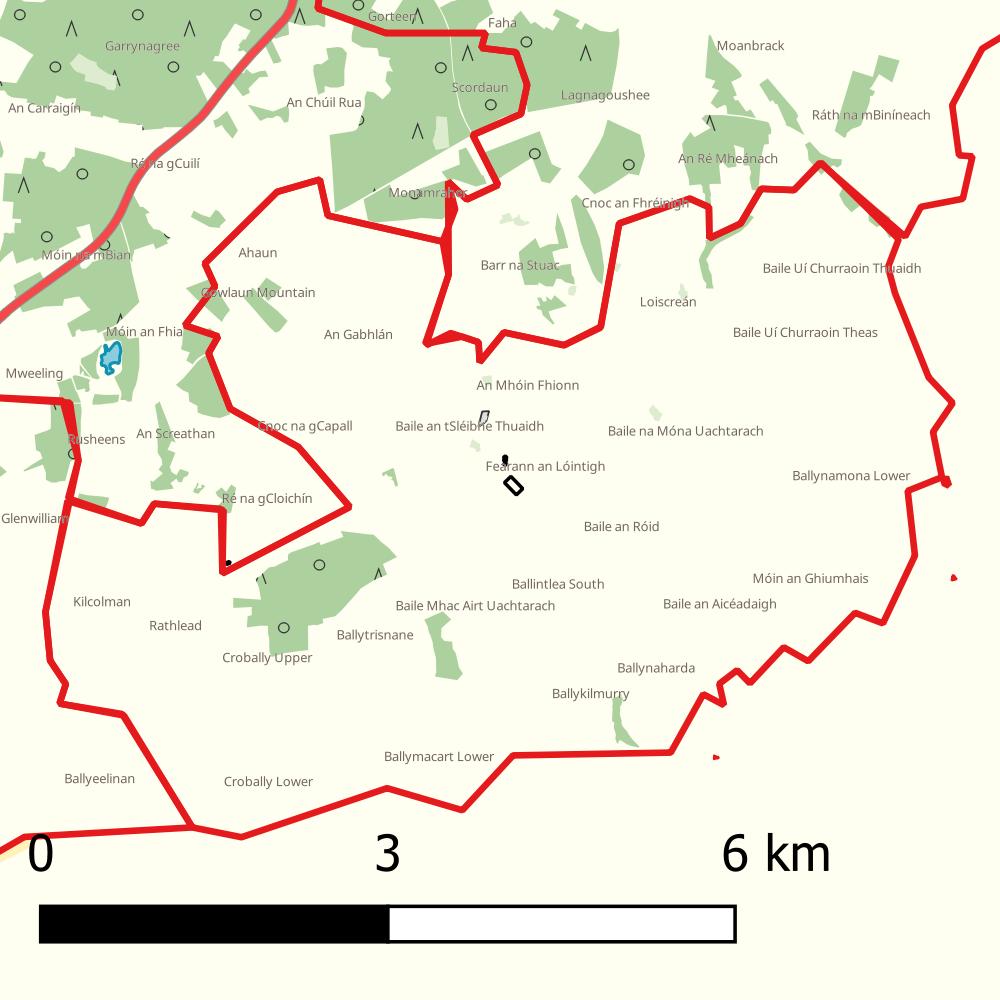 Gorteen
Faha
Garrynagree
Moanbrack
Scordaun
Lagnagoushee
An Carraigín
An Chúil Rua
Ráth na mBiníneach
Ré na gCuilí
An Ré Mheánach
Monamraher
Cnoc an Fhréinigh
Móin na mBian
Ahaun
Barr na Stuac
Baile Uí Churraoin Thuaidh
Cowlaun Mountain
Loiscreán
Móin an Fhia
An Gabhlán
Baile Uí Churraoin Theas
Mweeling
An Mhóin Fhionn
Rusheens
An Screathan
Cnoc na gCapall
Baile an tSléibhe Thuaidh
Baile na Móna Uachtarach
Fearann an Lóintigh
Ballynamona Lower
Glenwilliam
Ré na gCloichín
Baile an Róid
Ballintlea South
Móin an Ghiumhais
Kilcolman
Baile Mhac Airt Uachtarach
Baile an Aicéadaigh
Rathlead
Ballytrisnane
Crobally Upper
Ballynaharda
Ballykilmurry
Ballymacart Lower
Ballyeelinan
Crobally Lower
0 3 6 km